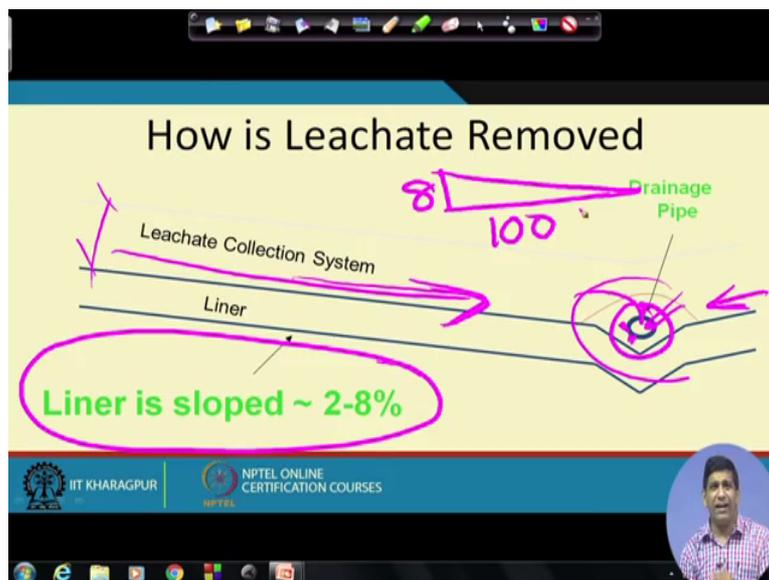 How is Leachate Removed
8
100
Drainage
Pipe
Leachate Collection System
Liner
Liner is sloped ~ 2-8%
IIT KHARAGPUR
NPTEL
NPTEL ONLINE
CERTIFICATION COURSES